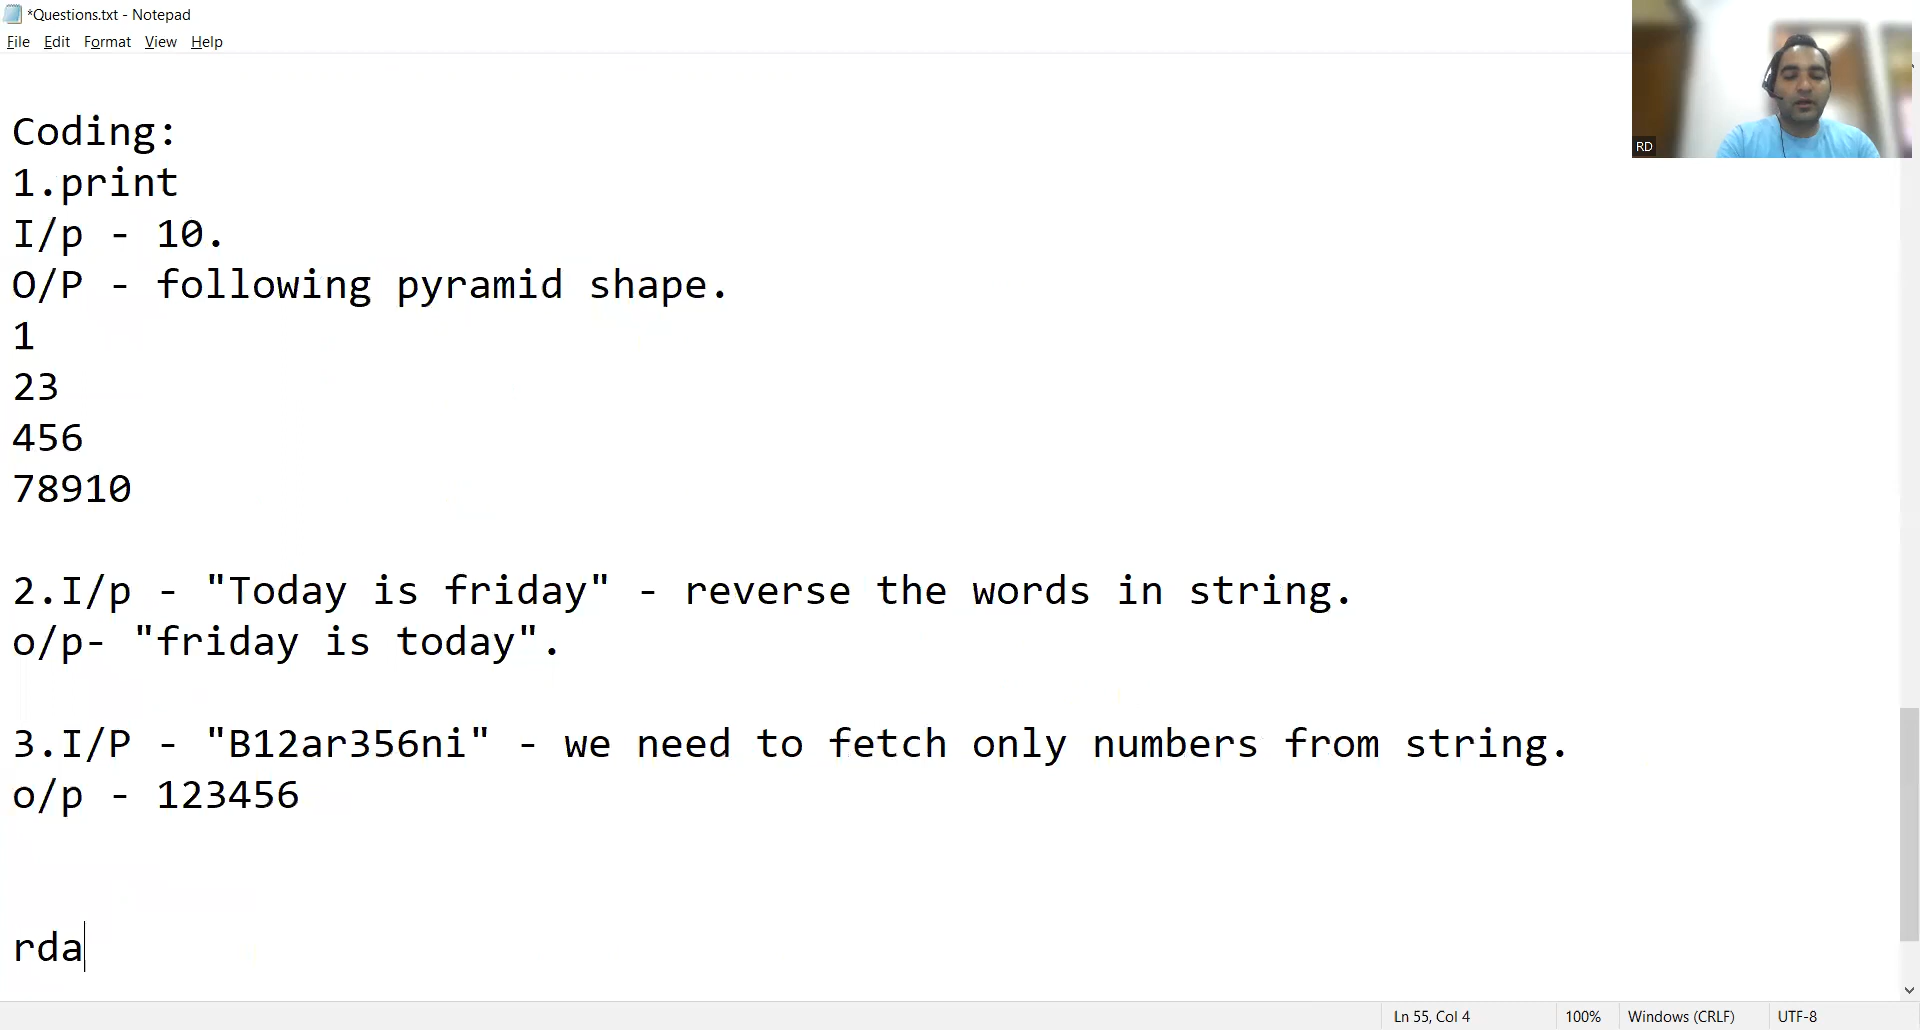 *Questions.txt - Notepad
File Edit Format View Help
RD
Coding:
1.print
I/p - 10.
O/P - following pyramid shape.
1
23
456
78910
2.I/p - "Today is friday" - reverse the words in string.
o/p- "friday is today".
3.I/P - "B12ar356ni" - we need to fetch only numbers from string.
o/p - 123456
rda
Ln 55, Col 4 100% Windows (CRLF) UTF-8